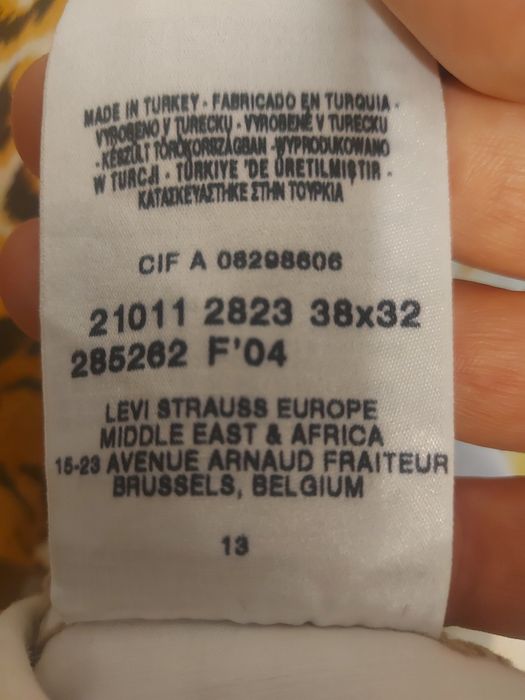 MADE IN TURKEY - FABRICADO EN TURQUIA -
VYROBENO V TURECKU - VYROBENÉ V TURECKU
- KÉSZÜLT TÖRÖKORSZÁGBAN - WYPRODUKOWANO
W TURCJI - TÜRKIYE 'DE ÜRETILMIŞTIR -
ΚΑΤΑΣΚΕΥΑΣΤΗΚΕ ΣΤΗΝ ΤΟΥΡΚΙΑ
CIF A 08298606
21011 2823 38x32
285262 F'04
LEVI STRAUSS EUROPE
MIDDLE EAST & AFRICA
15-23 AVENUE ARNAUD FRAITEUR
BRUSSELS, BELGIUM
13